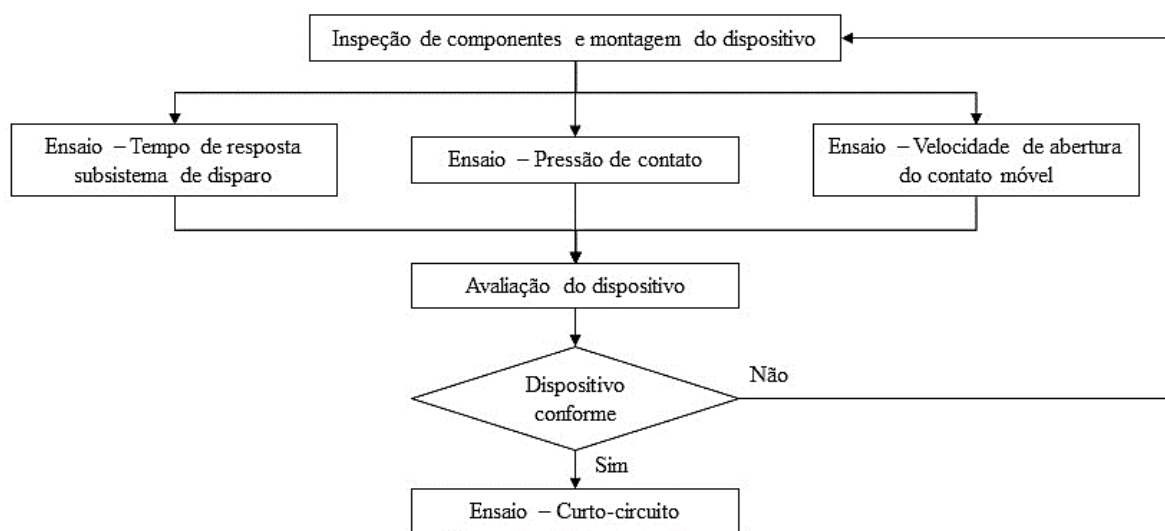 Inspeção de componentes e montagem do dispositivo
Ensaio – Tempo de resposta
subsistema de disparo
Ensaio – Pressão de contato
Ensaio – Velocidade de abertura
do contato móvel
Avaliação do dispositivo
Dispositivo
conforme
Não
Sim
Ensaio – Curto-circuito